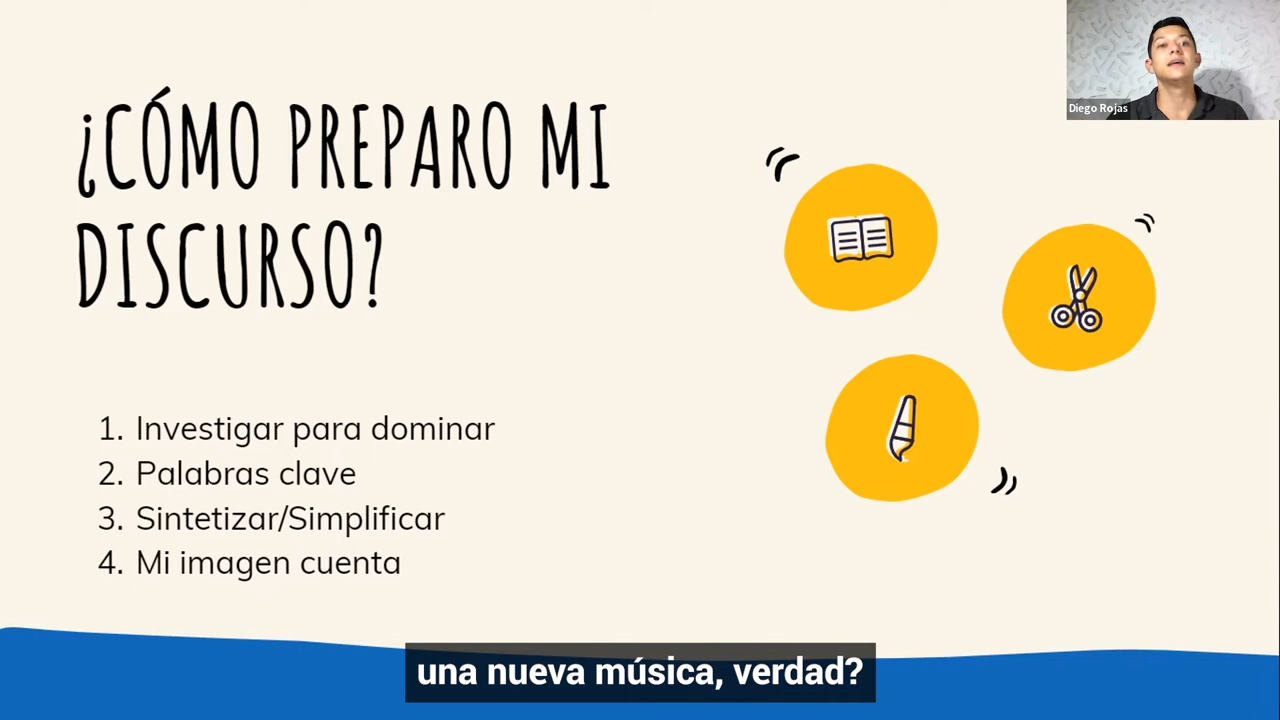 ¿CÓMO PREPARO MI
DISCURSO?
1. Investigar para dominar
2. Palabras clave
3. Sintetizar/Simplificar
4. Mi imagen cuenta
Diego Rojas
una nueva música, verdad?